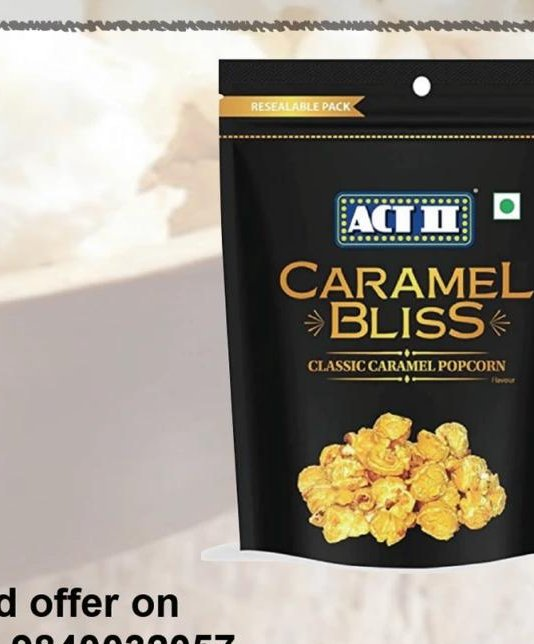 RESEALABLE PACK
ACT II
CARAMEL
BLISS
CLASSIC CARAMEL POPCORN
Flavour
d offer on